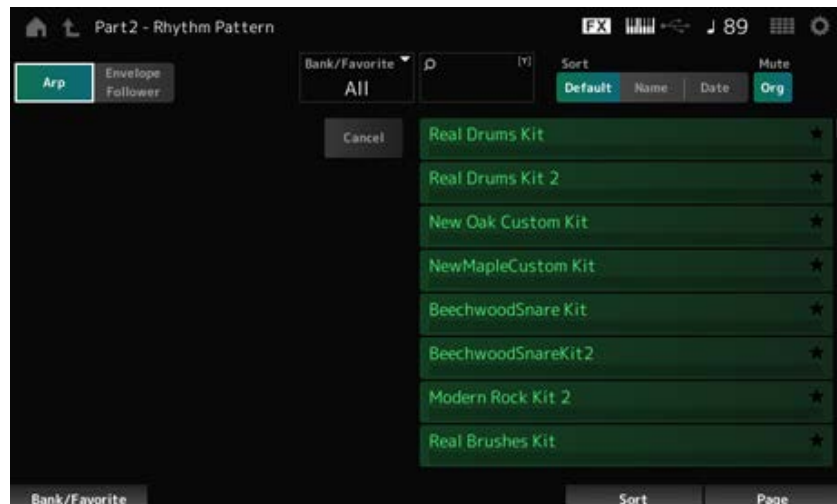 Part2 - Rhythm Pattern
FX
♩ 89
Arp
Envelope
Follower
Bank/Favorite
All
[Y]
Sort
Default
Name
Date
Mute
Org
Cancel
Real Drums Kit
Real Drums Kit 2
New Oak Custom Kit
NewMapleCustom Kit
BeechwoodSnare Kit
BeechwoodSnareKit2
Modern Rock Kit 2
Real Brushes Kit
Bank/Favorite
Sort
Page